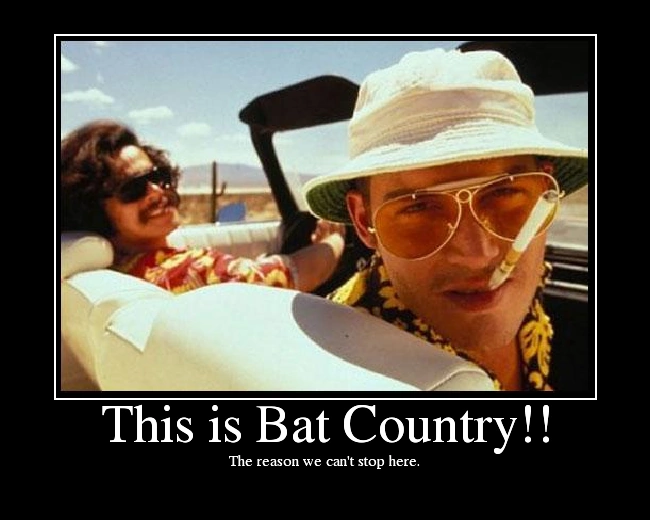 This is Bat Country!!
The reason we can't stop here.